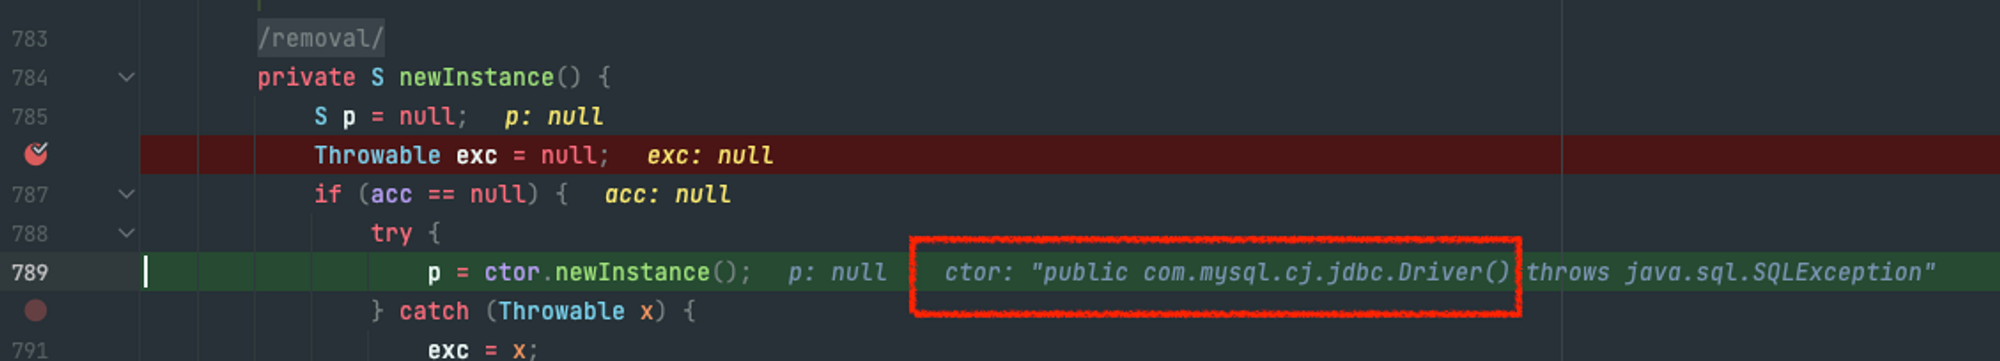 783 /removal/
784 private S newInstance() {
785 S p = null; p: null
Throwable exc = null; exc: null
787 if (acc == null) { acc: null
788 try {
789 p = ctor.newInstance(); p: null ctor: "public com.mysql.cj.jdbc.Driver() throws java.sql.SQLException"
} catch (Throwable x) {
791 exc = x;